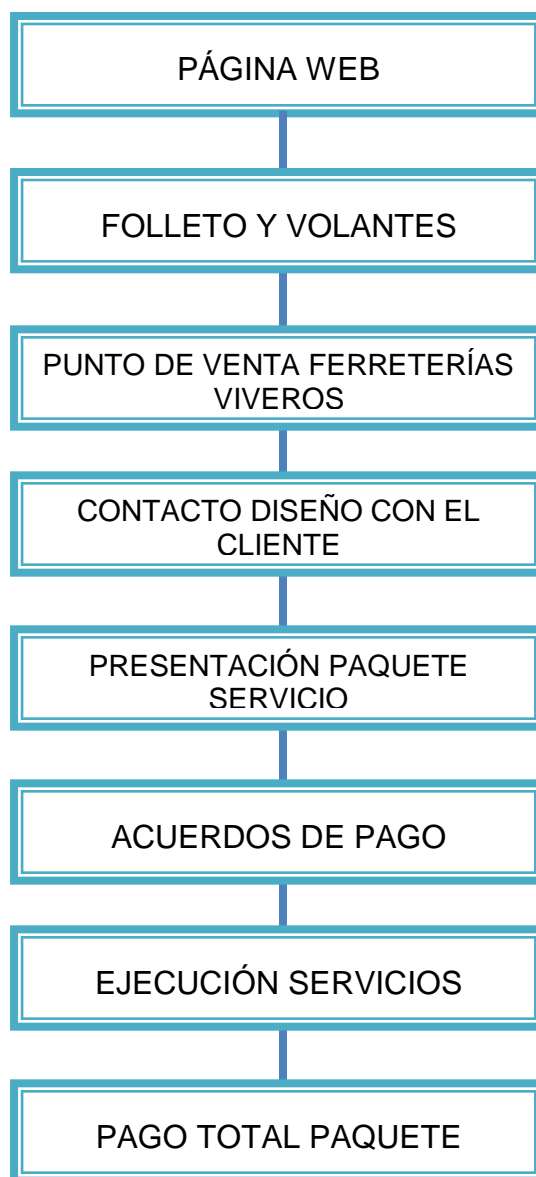 PÁGINA WEB
FOLLETO Y VOLANTES
PUNTO DE VENTA FERRETERÍAS
VIVEROS
CONTACTO DISEÑO CON EL
CLIENTE
PRESENTACIÓN PAQUETE
SERVICIO
ACUERDOS DE PAGO
EJECUCIÓN SERVICIOS
PAGO TOTAL PAQUETE